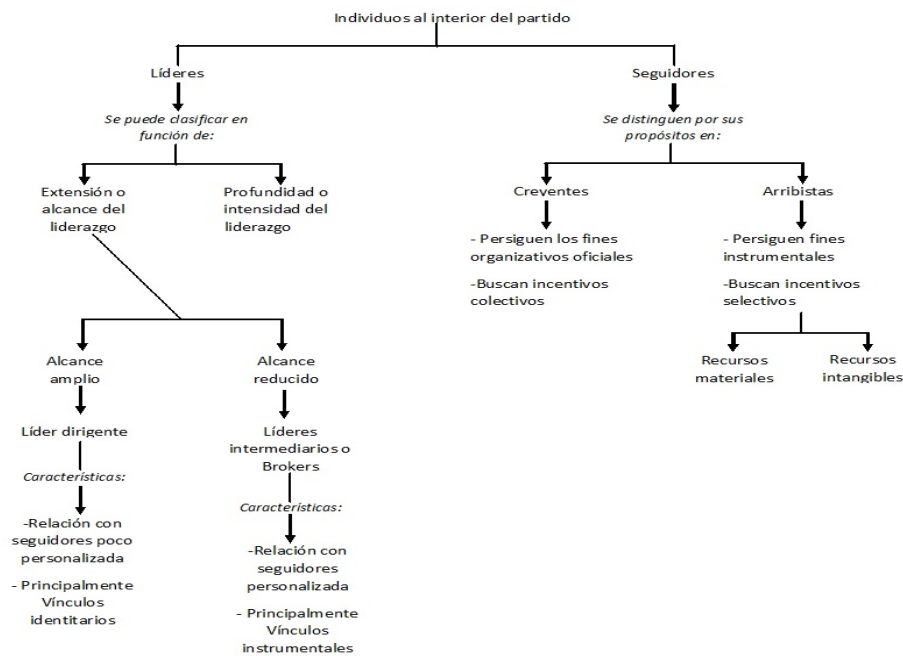 Individuos al interior del partido
Líderes
Se puede clasificar en
función de:
Extensión o
alcance del
liderazgo
Profundidad o
intensidad del
liderazgo
Alcance
amplio
Líder dirigente
Características:
-Relación con
seguidores poco
personalizada
- Principalmente
Vínculos
identitarios
Alcance
reducido
Líderes
intermediarios o
Brokers
Características:
-Relación con
seguidores
personalizada
- Principalmente
Vínculos
instrumentales
Seguidores
Se distinguen por sus
propósitos en:
Creyentes
- Persiguen los fines
organizativos oficiales
-Buscan incentivos
colectivos
Arribistas
- Persiguen fines
instrumentales
-Buscan incentivos
selectivos
Recursos
materiales
Recursos
intangibles